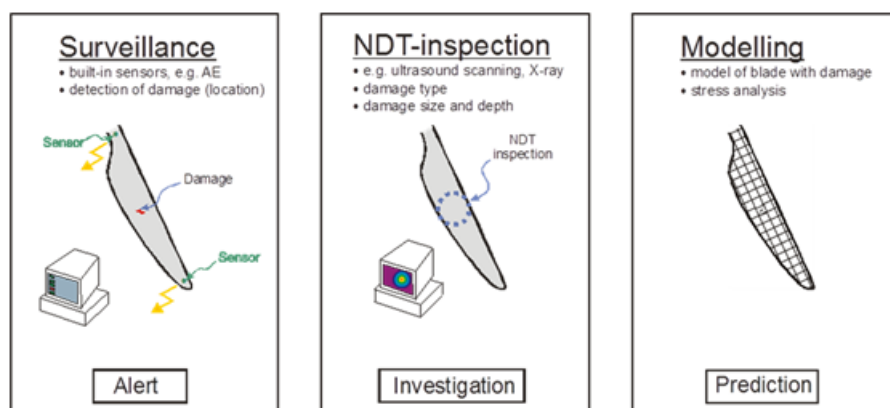 Surveillance
• built-in sensors, e.g. AE
• detection of damage (location)
Sensor
Damage
Sensor
Alert
NDT-inspection
• e.g. ultrasound scanning, X-ray
• damage type
• damage size and depth
NDT
inspection
Investigation
Modelling
• model of blade with damage
• stress analysis
Prediction